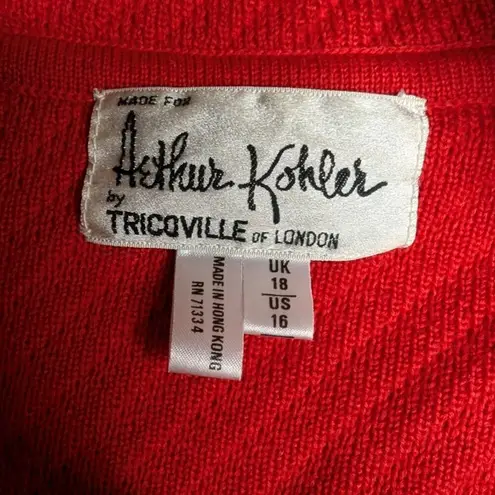 MADE FOR
Arthur Kohler
by
TRICOVILLE OF LONDON
MADE IN HONG KONG
RN 71334
UK
18
US
16